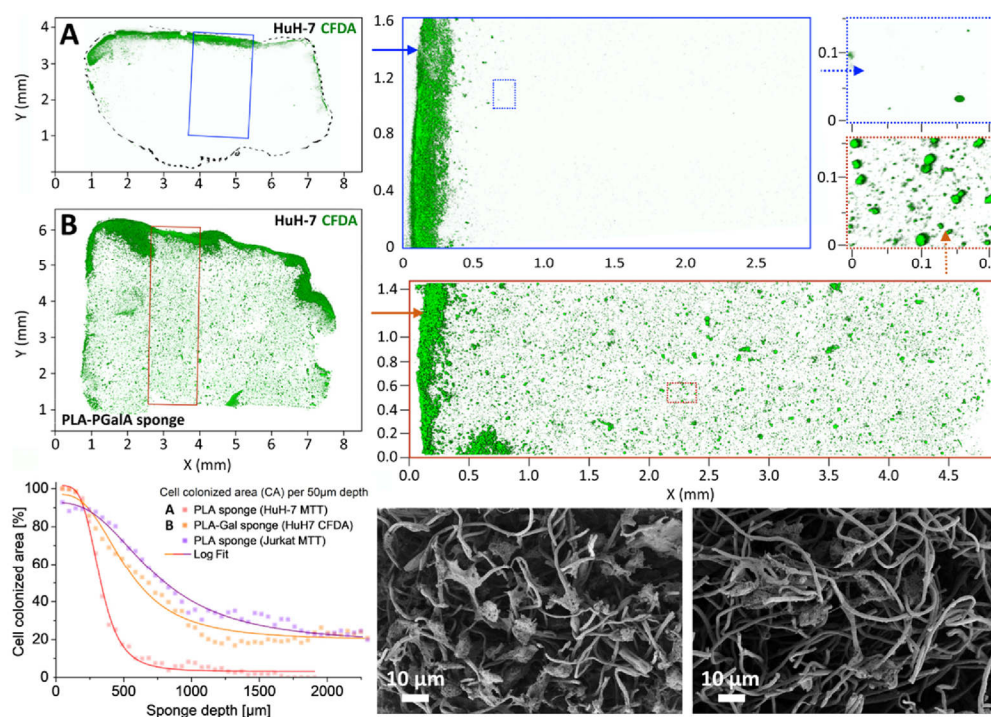 A
HuH-7 CFDA
Y (mm)
4
3
2
1
0 1 2 3 4 5 6 7 8
B
HuH-7 CFDA
Y (mm)
6
5
4
3
2
1
PLA-PGalA sponge
0 1 2 3 4 5 6 7 8
X (mm)
1.6
1.2
0.8
0.4
0
0 0.5 1.0 1.5 2.0 2.5
0.1
0
0.1
0
0 0.1
1.4
1.2
1.0
0.8
0.6
0.4
0.2
0.0
0.0 0.5 1.0 1.5 2.0 2.5 3.0 3.5 4.0 4.5
X (mm)
Cell colonized area (CA) per 50µm depth
A PLA sponge (HuH-7 MTT)
B PLA-Gal sponge (HuH7 CFDA)
PLA sponge (Jurkat MTT)
Log Fit
Cell colonized area [%]
100
80
60
40
20
0
0 500 1000 1500 2000
Sponge depth [µm]
10 µm
10 µm